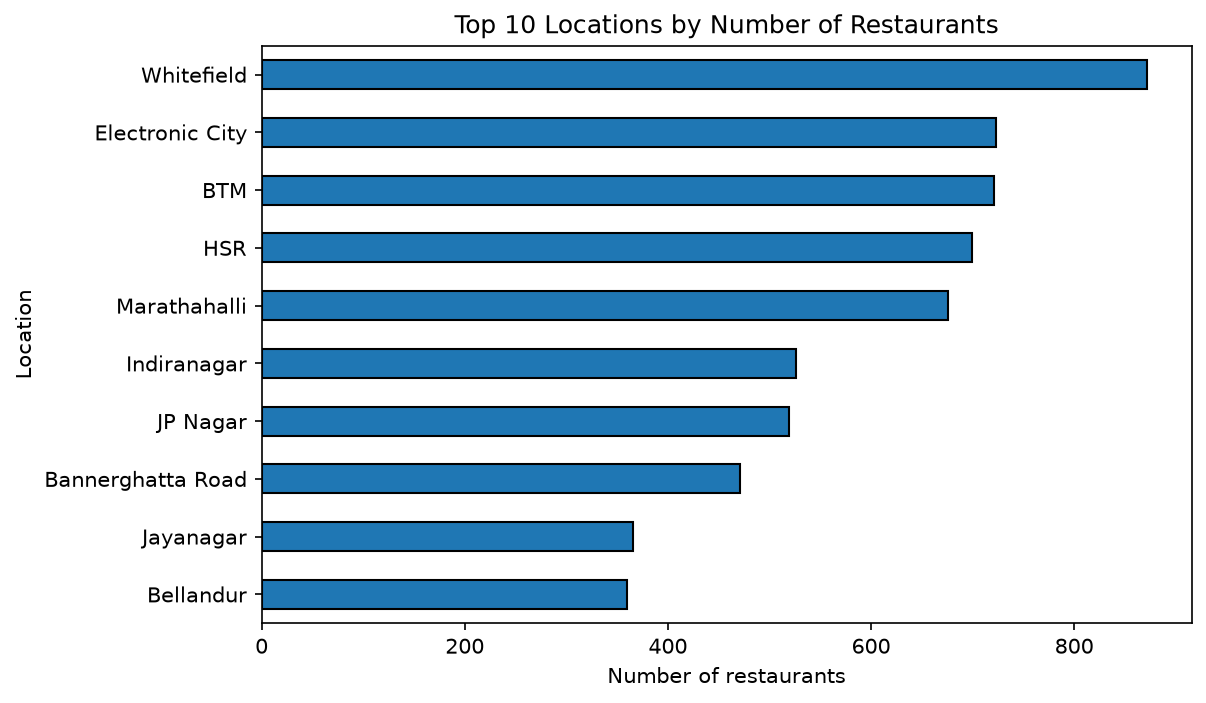 Top 10 Locations by Number of Restaurants
Whitefield
Electronic City
BTM
HSR
Marathahalli
Indiranagar
JP Nagar
Bannerghatta Road
Jayanagar
Bellandur
Location
0 200 400 600 800
Number of restaurants